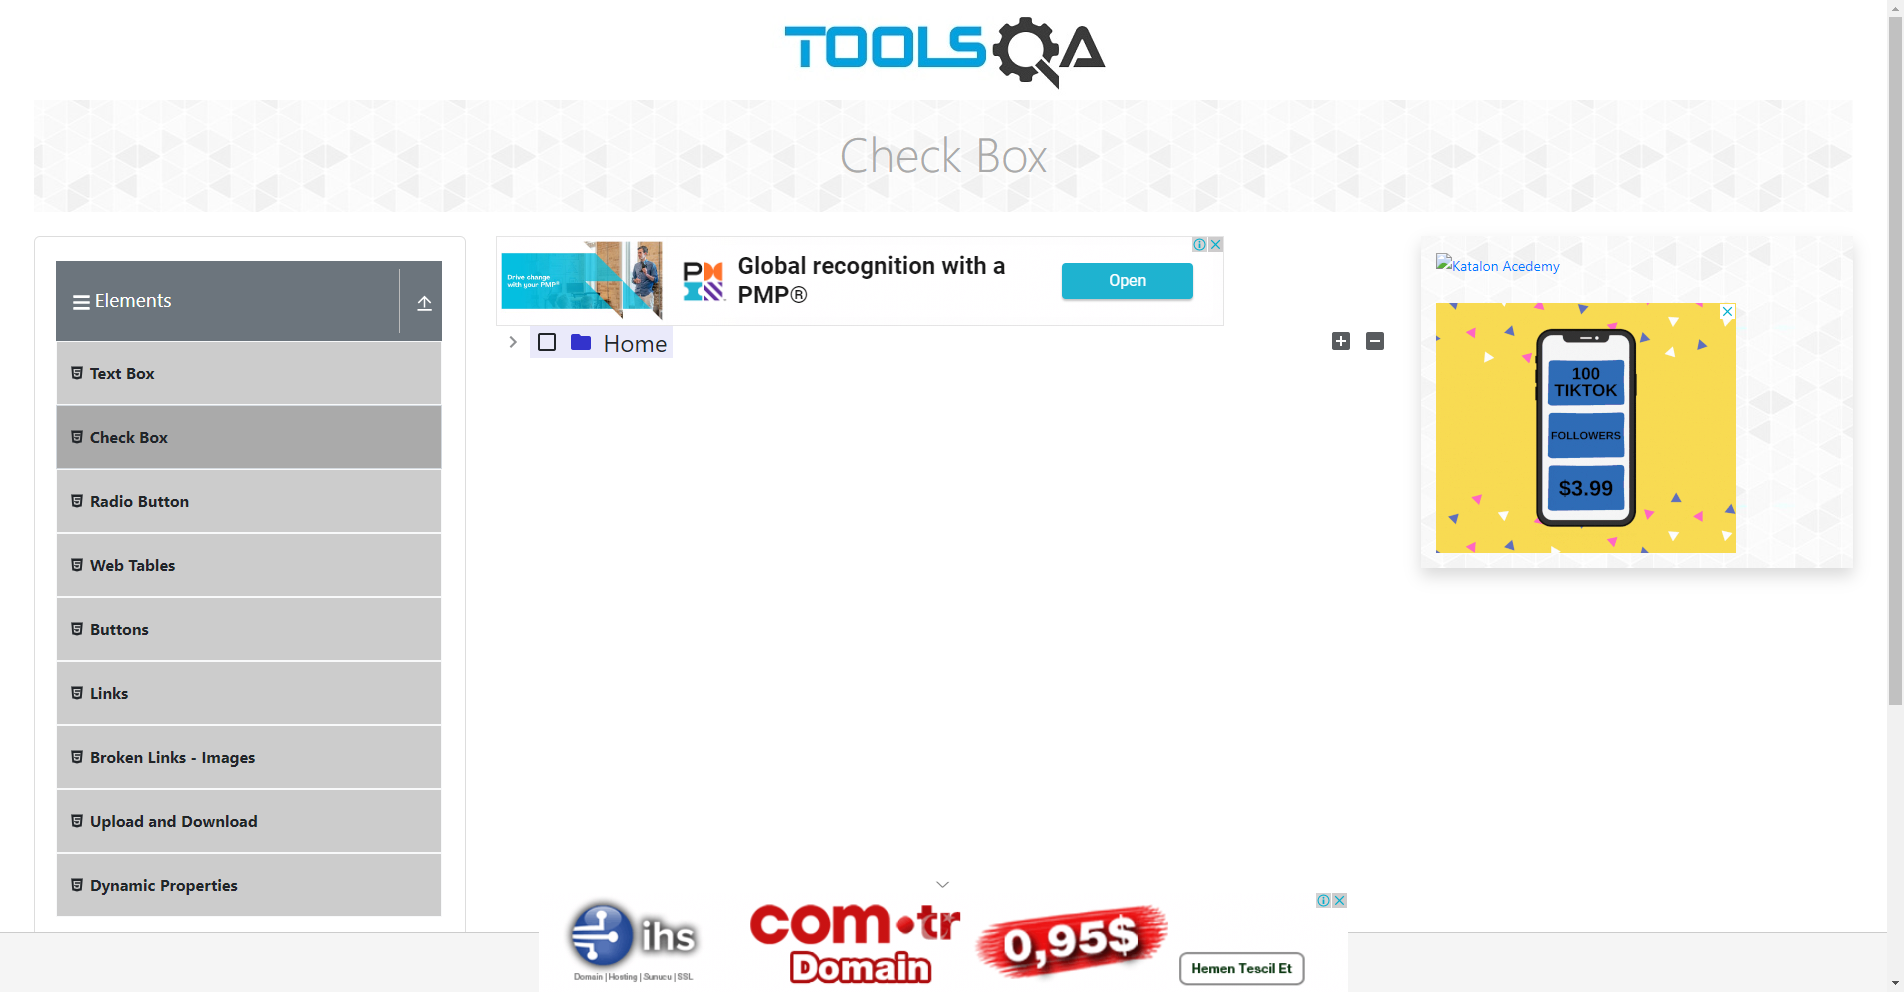 TOOLSQA
Check Box
Elements
Text Box
Check Box
Radio Button
Web Tables
Buttons
Links
Broken Links - Images
Upload and Download
Dynamic Properties
Drive change
with your PMP®
PMI
Global recognition with a
PMP®
Open
Home
Katalon Acedemy
100
TIKTOK
FOLLOWERS
$3.99
ihs
Domain | Hosting | Sunucu | SSL
com.tr
Domain
0,95$
Hemen Tescil Et